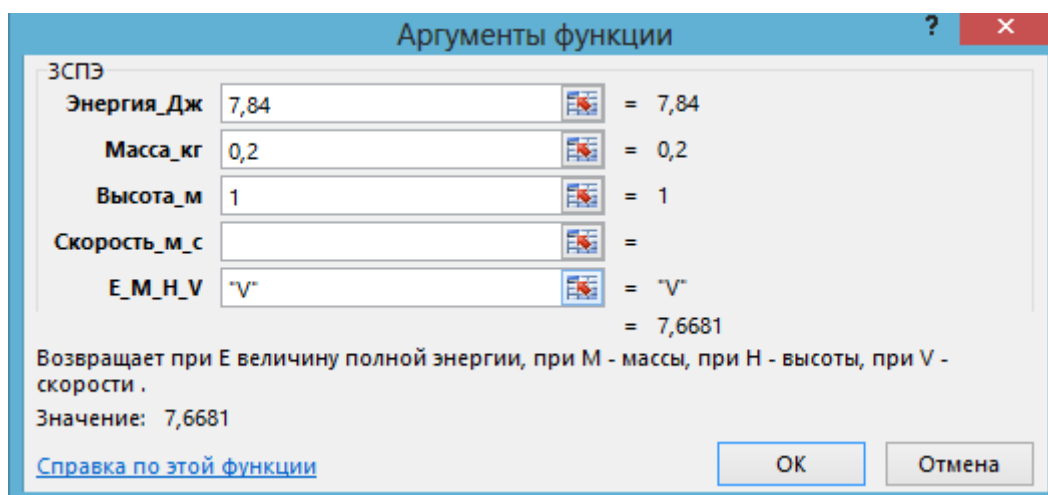 Аргументы функции ? ×
ЗСПЭ
Энергия_Дж 7,84 = 7,84
Масса_кг 0,2 = 0,2
Высота_м 1 = 1
Скорость_м_с =
E_M_H_V "V" = "V"
= 7,6681
Возвращает при E величину полной энергии, при M - массы, при H - высоты, при V -
скорости .
Значение: 7,6681
Справка по этой функции ОК Отмена